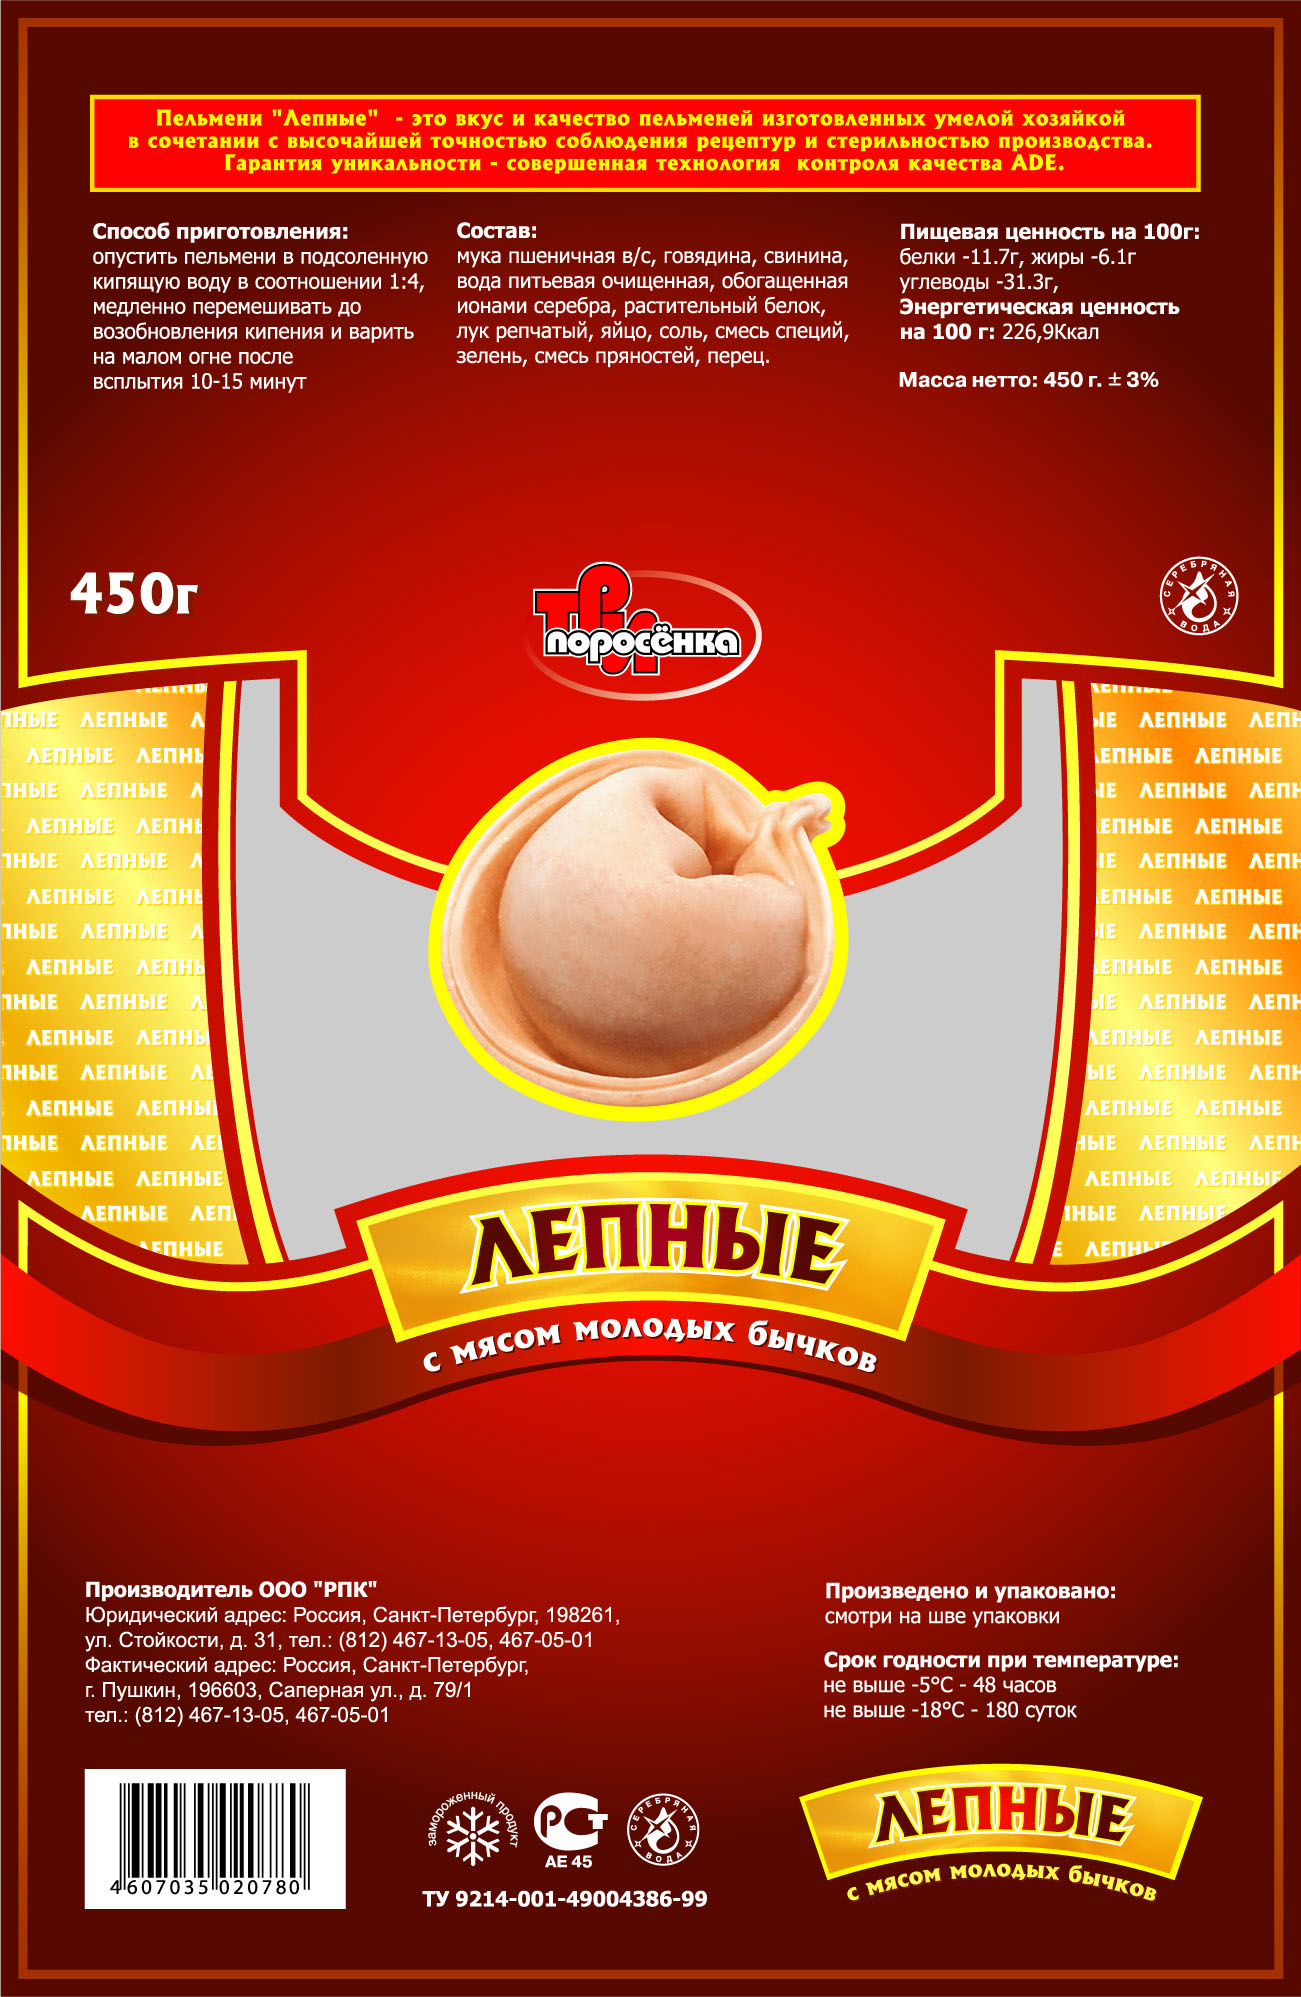 Пельмени "Лепные" - это вкус и качество пельменей изготовленных умелой хозяйкой
в сочетании с высочайшей точностью соблюдения рецептур и стерильностью производства.
Гарантия уникальности - совершенная технология контроля качества ADE.
Способ приготовления:
опустить пельмени в подсоленную
кипящую воду в соотношении 1:4,
медленно перемешивать до
возобновления кипения и варить
на малом огне после
всплытия 10-15 минут
Состав:
мука пшеничная в/с, говядина, свинина,
вода питьевая очищенная, обогащенная
ионами серебра, растительный белок,
лук репчатый, яйцо, соль, смесь специй,
зелень, смесь пряностей, перец.
Пищевая ценность на 100г:
белки -11.7г, жиры -6.1г
углеводы -31.3г,
Энергетическая ценность
на 100 г: 226,9Ккал
Масса нетто: 450 г. ± 3%
450г
три
поросёнка
СЕРЕБРЯНАЯ
ВОДА
ЛЕПНЫЕ
с мясом молодых бычков
Производитель ООО "РПК"
Юридический адрес: Россия, Санкт-Петербург, 198261,
ул. Стойкости, д. 31, тел.: (812) 467-13-05, 467-05-01
Фактический адрес: Россия, Санкт-Петербург,
г. Пушкин, 196603, Саперная ул., д. 79/1
тел.: (812) 467-13-05, 467-05-01
Произведено и упаковано:
смотри на шве упаковки
Срок годности при температуре:
не выше -5°С - 48 часов
не выше -18°С - 180 суток
4 607035 020780
замороженный продукт
РСТ
АЕ 45
СЕРЕБРЯНАЯ
ВОДА
ТУ 9214-001-49004386-99
ЛЕПНЫЕ
с мясом молодых бычков